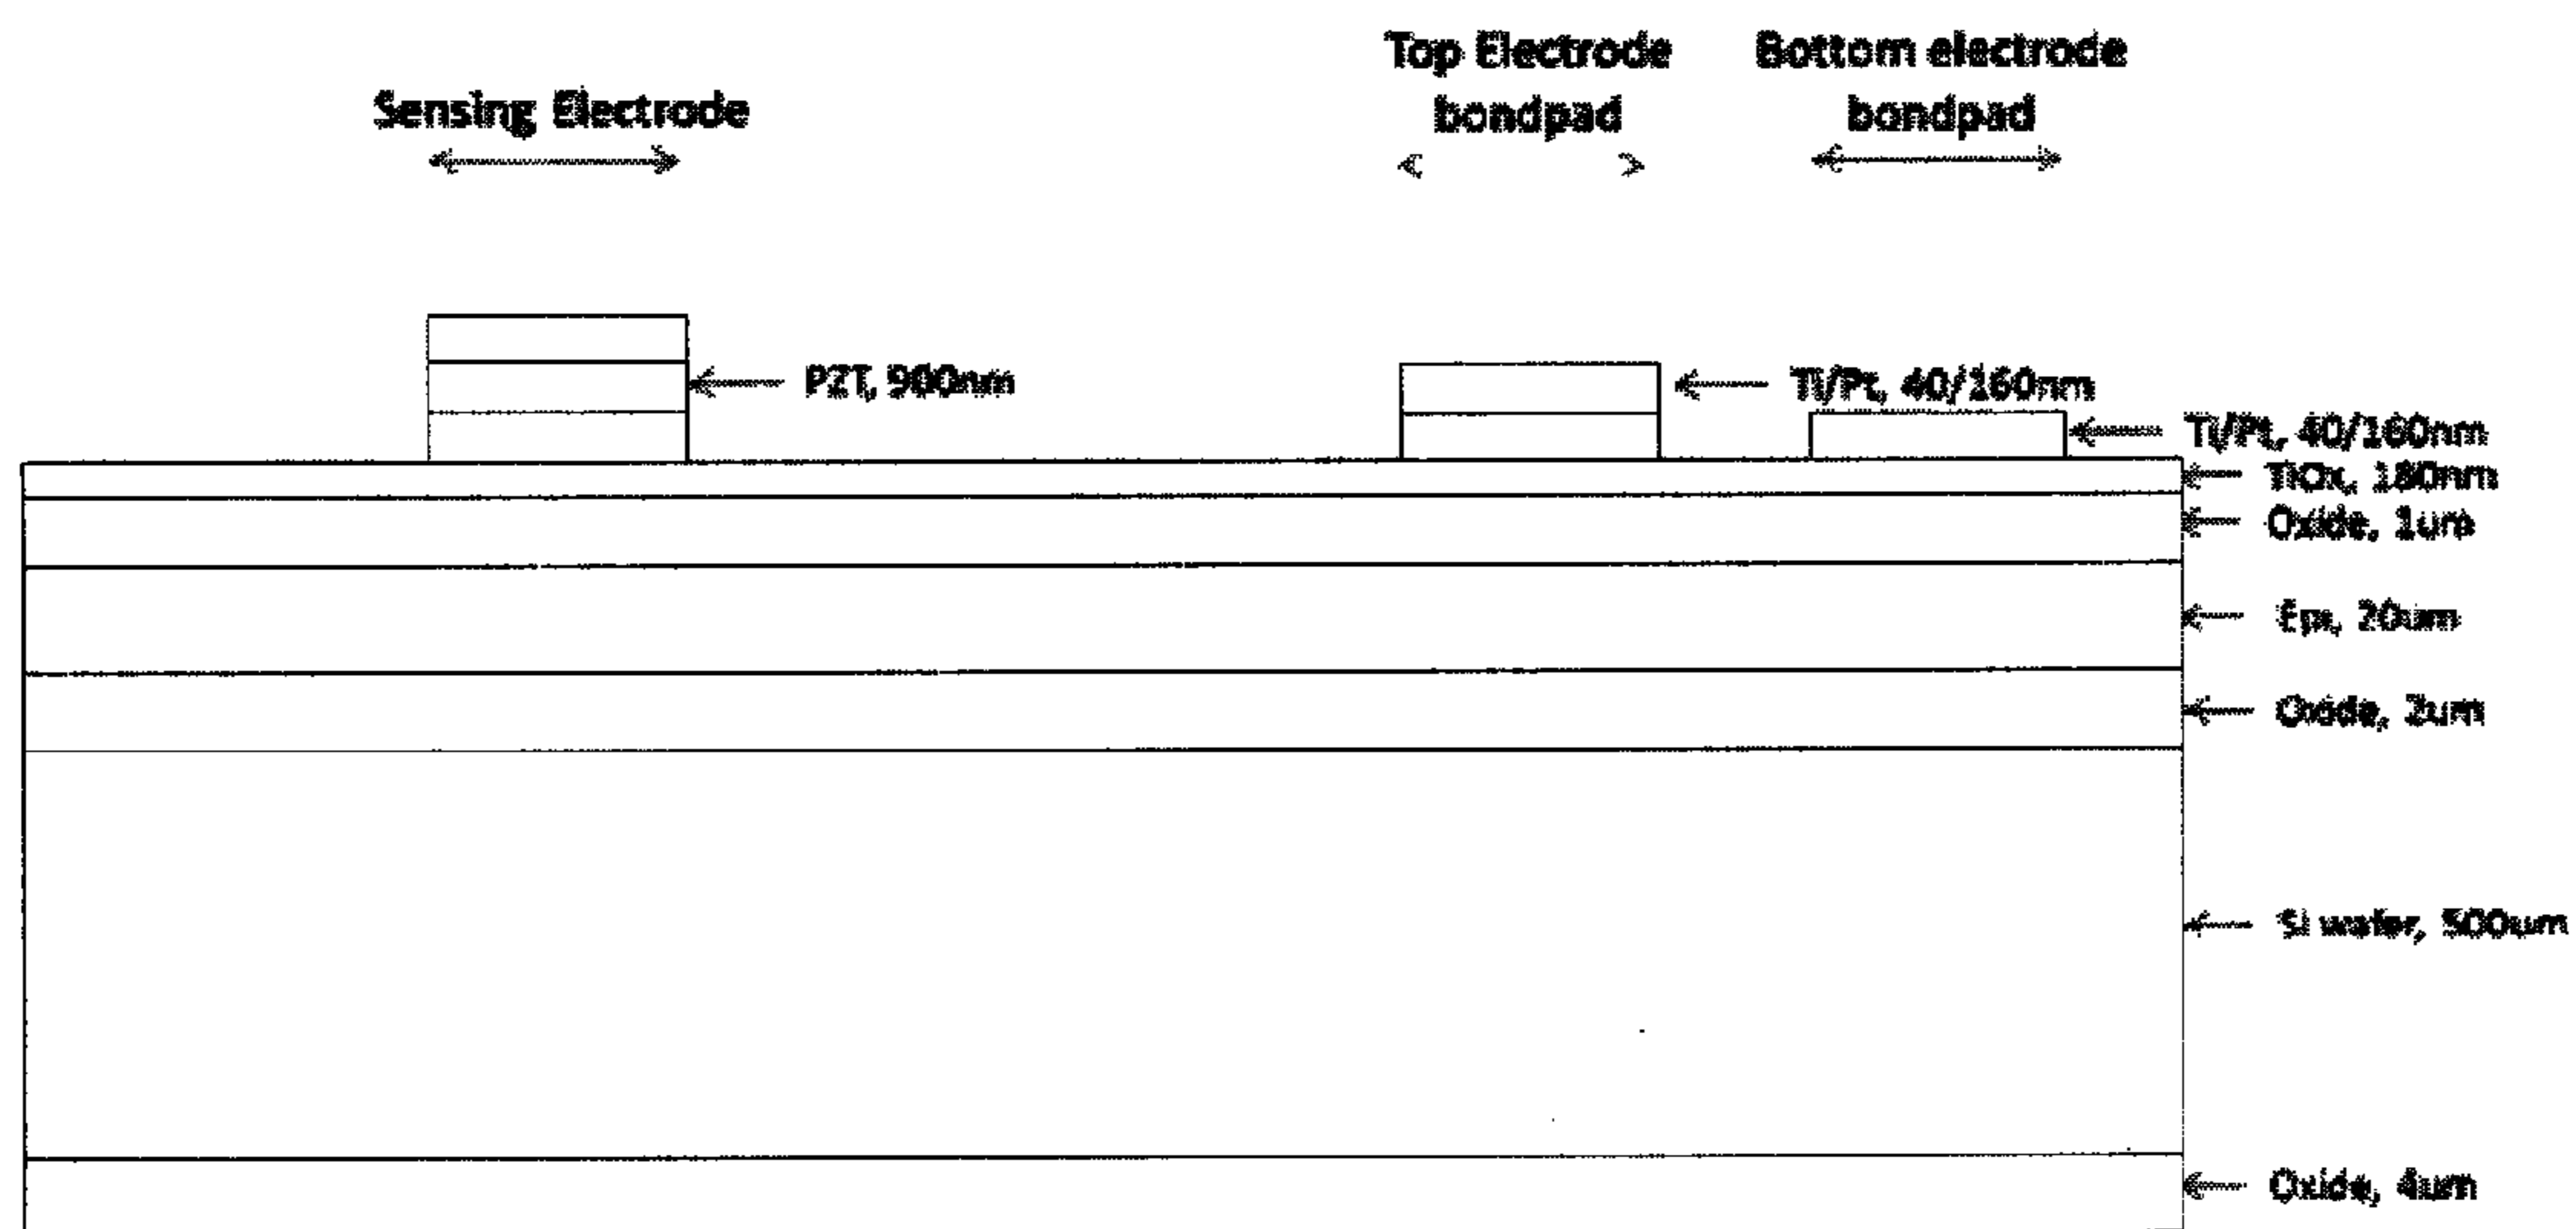 Sensing Electrode
Top Electrode
bondpad
Bottom electrode
bondpad
PZT, 900nm
Ti/Pt, 40/160nm
Ti/Pt, 40/160nm
TiOx, 180nm
Oxide, 1um
Epi, 20um
Oxide, 2um
Si wafer, 500um
Oxide, 4um